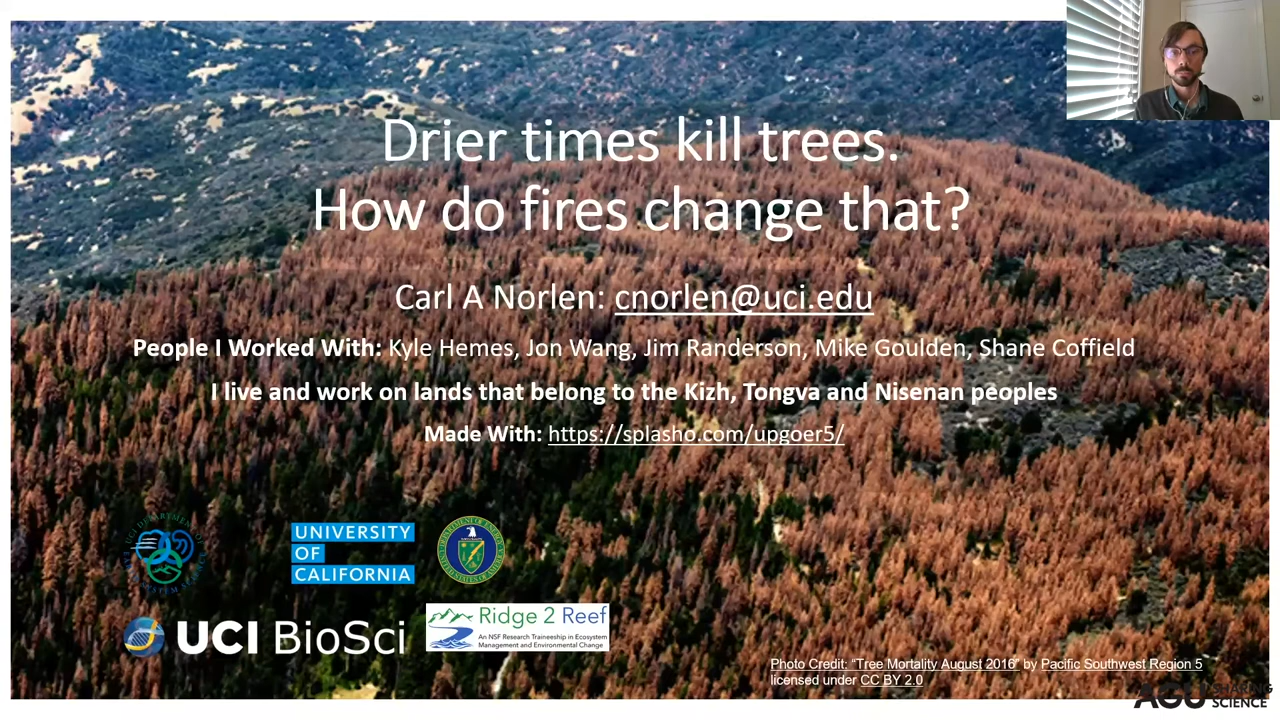 Drier times kill trees.
How do fires change that?
Carl A Norlen: cnorlen@uci.edu
People I Worked With: Kyle Hemes, Jon Wang, Jim Randerson, Mike Goulden, Shane Coffield
I live and work on lands that belong to the Kizh, Tongva and Nisenan peoples
Made With: https://splasho.com/upgoer5/
UNIVERSITY
OF
CALIFORNIA
UCI BioSci
Ridge 2 Reef
An NSF Research Traineeship in Ecosystem
Management and Environmental Change
Photo Credit: “Tree Mortality August 2016” by Pacific Southwest Region 5
licensed under CC BY 2.0
AGU SHARING
SCIENCE